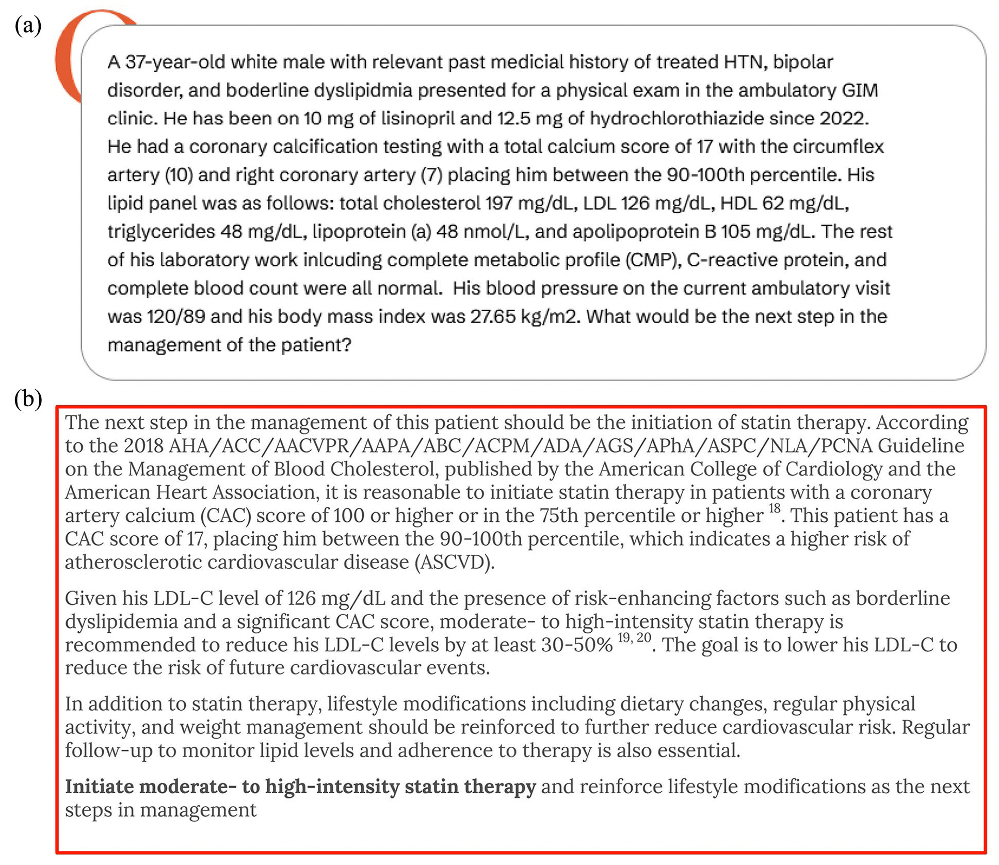 (a)
A 37-year-old white male with relevant past medicial history of treated HTN, bipolar
disorder, and boderline dyslipidmia presented for a physical exam in the ambulatory GIM
clinic. He has been on 10 mg of lisinopril and 12.5 mg of hydrochlorothiazide since 2022.
He had a coronary calcification testing with a total calcium score of 17 with the circumflex
artery (10) and right coronary artery (7) placing him between the 90-100th percentile. His
lipid panel was as follows: total cholesterol 197 mg/dL, LDL 126 mg/dL, HDL 62 mg/dL,
triglycerides 48 mg/dL, lipoprotein (a) 48 nmol/L, and apolipoprotein B 105 mg/dL. The rest
of his laboratory work inlcuding complete metabolic profile (CMP), C-reactive protein, and
complete blood count were all normal.  His blood pressure on the current ambulatory visit
was 120/89 and his body mass index was 27.65 kg/m2. What would be the next step in the
management of the patient?
(b)
The next step in the management of this patient should be the initiation of statin therapy. According
to the 2018 AHA/ACC/AACVPR/AAPA/ABC/ACPM/ADA/AGS/APhA/ASPC/NLA/PCNA Guideline
on the Management of Blood Cholesterol, published by the American College of Cardiology and the
American Heart Association, it is reasonable to initiate statin therapy in patients with a coronary
artery calcium (CAC) score of 100 or higher or in the 75th percentile or higher 18. This patient has a
CAC score of 17, placing him between the 90-100th percentile, which indicates a higher risk of
atherosclerotic cardiovascular disease (ASCVD).
Given his LDL-C level of 126 mg/dL and the presence of risk-enhancing factors such as borderline
dyslipidemia and a significant CAC score, moderate- to high-intensity statin therapy is
recommended to reduce his LDL-C levels by at least 30-50% 19, 20. The goal is to lower his LDL-C to
reduce the risk of future cardiovascular events.
In addition to statin therapy, lifestyle modifications including dietary changes, regular physical
activity, and weight management should be reinforced to further reduce cardiovascular risk. Regular
follow-up to monitor lipid levels and adherence to therapy is also essential.
Initiate moderate- to high-intensity statin therapy and reinforce lifestyle modifications as the next
steps in management